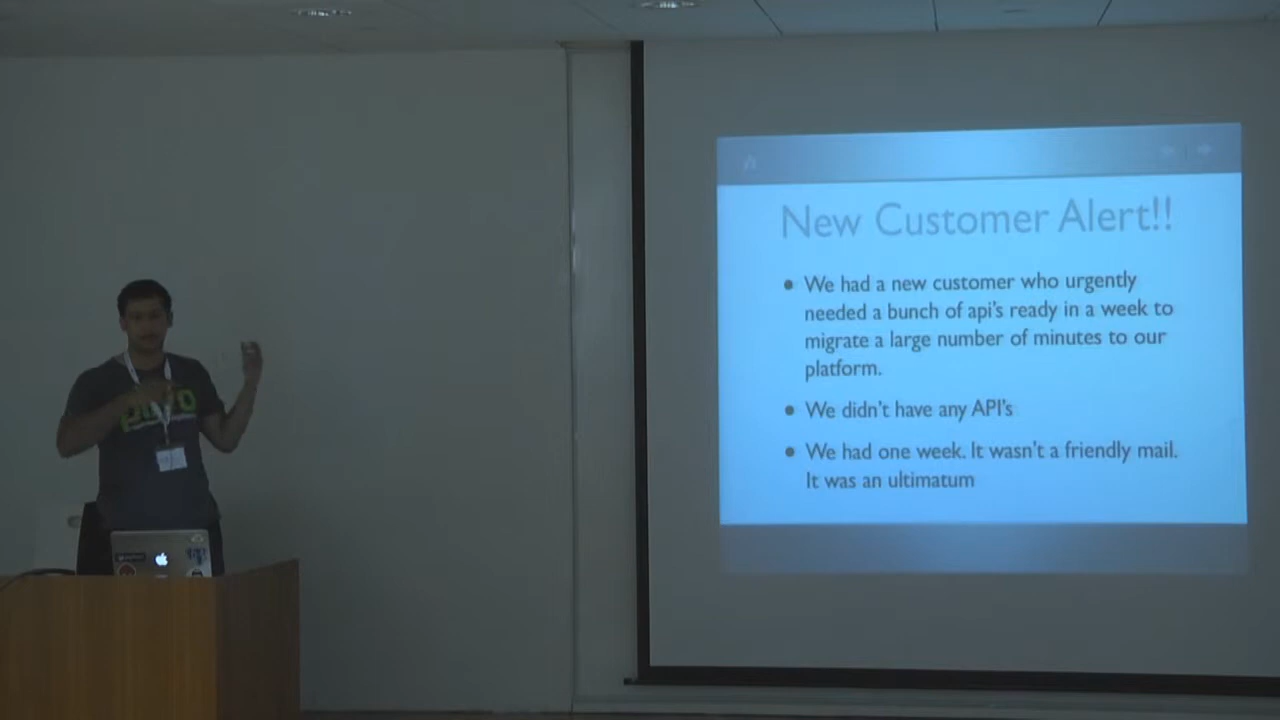 New Customer Alert!!
• We had a new customer who urgently
needed a bunch of api's ready in a week to
migrate a large number of minutes to our
platform.
• We didn't have any API's
• We had one week. It wasn't a friendly mail.
It was an ultimatum